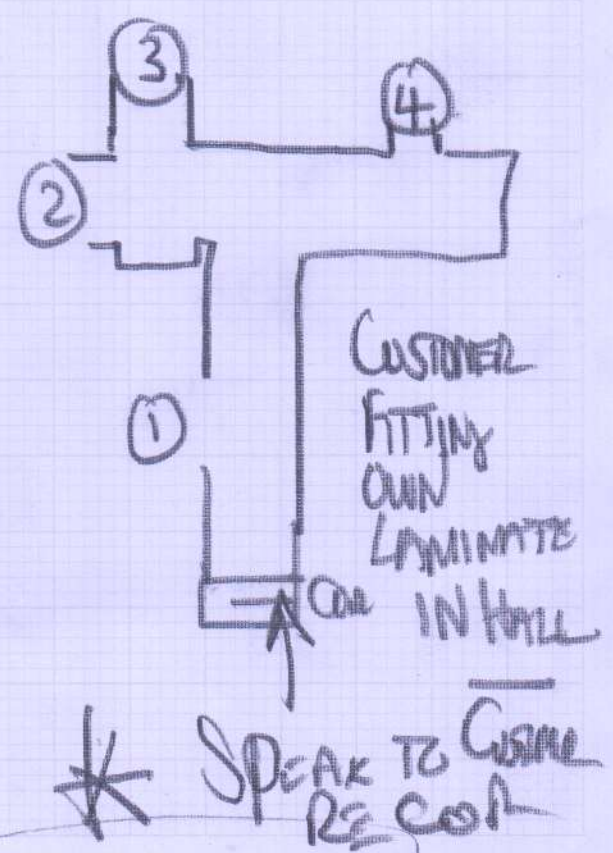 3
4
2
CUSTOMER
FITTING
OWN
1
LAMINATE
IN HALL
SPEAK TO CUSTOMER
RE